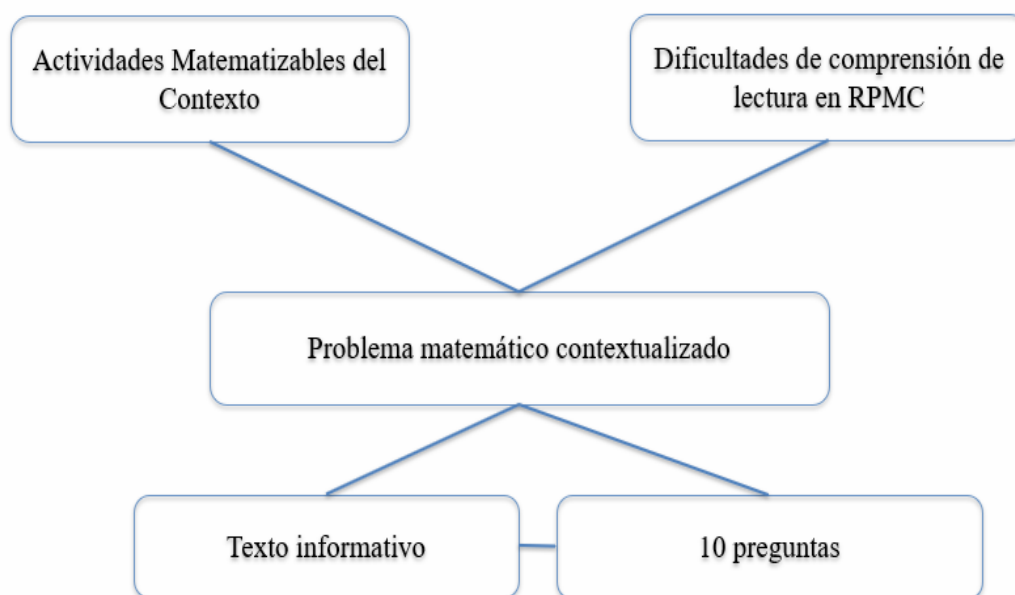 Actividades Matematizables del
Contexto
Dificultades de comprensión de
lectura en RPMC
Problema matemático contextualizado
Texto informativo
10 preguntas